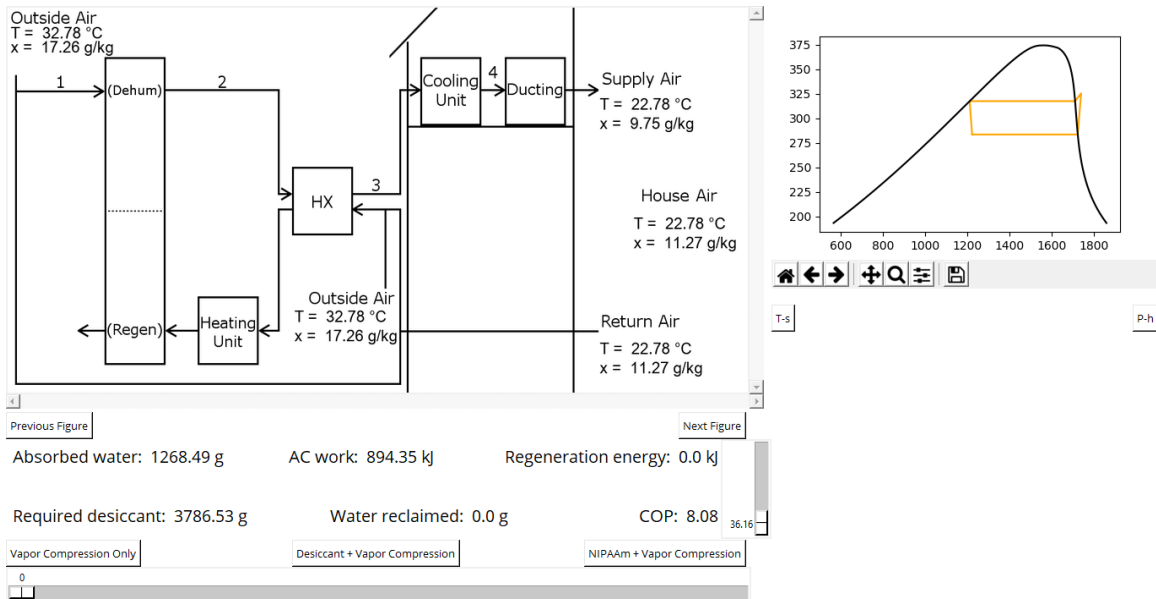 Outside Air
T = 32.78 °C
x = 17.26 g/kg
1
(Dehum)
2
Cooling
Unit
4
Ducting
Supply Air
T = 22.78 °C
x = 9.75 g/kg
HX
3
House Air
T = 22.78 °C
x = 11.27 g/kg
Outside Air
T = 32.78 °C
x = 17.26 g/kg
(Regen)
Heating
Unit
Return Air
T = 22.78 °C
x = 11.27 g/kg
375
350
325
300
275
250
225
200
600 800 1000 1200 1400 1600 1800
T-s
P-h
Previous Figure
Next Figure
Absorbed water: 1268.49 g
AC work: 894.35 kJ
Regeneration energy: 0.0 kJ
Required desiccant: 3786.53 g
Water reclaimed: 0.0 g
COP: 8.08
36.16
Vapor Compression Only
Desiccant + Vapor Compression
NIPAAm + Vapor Compression
0